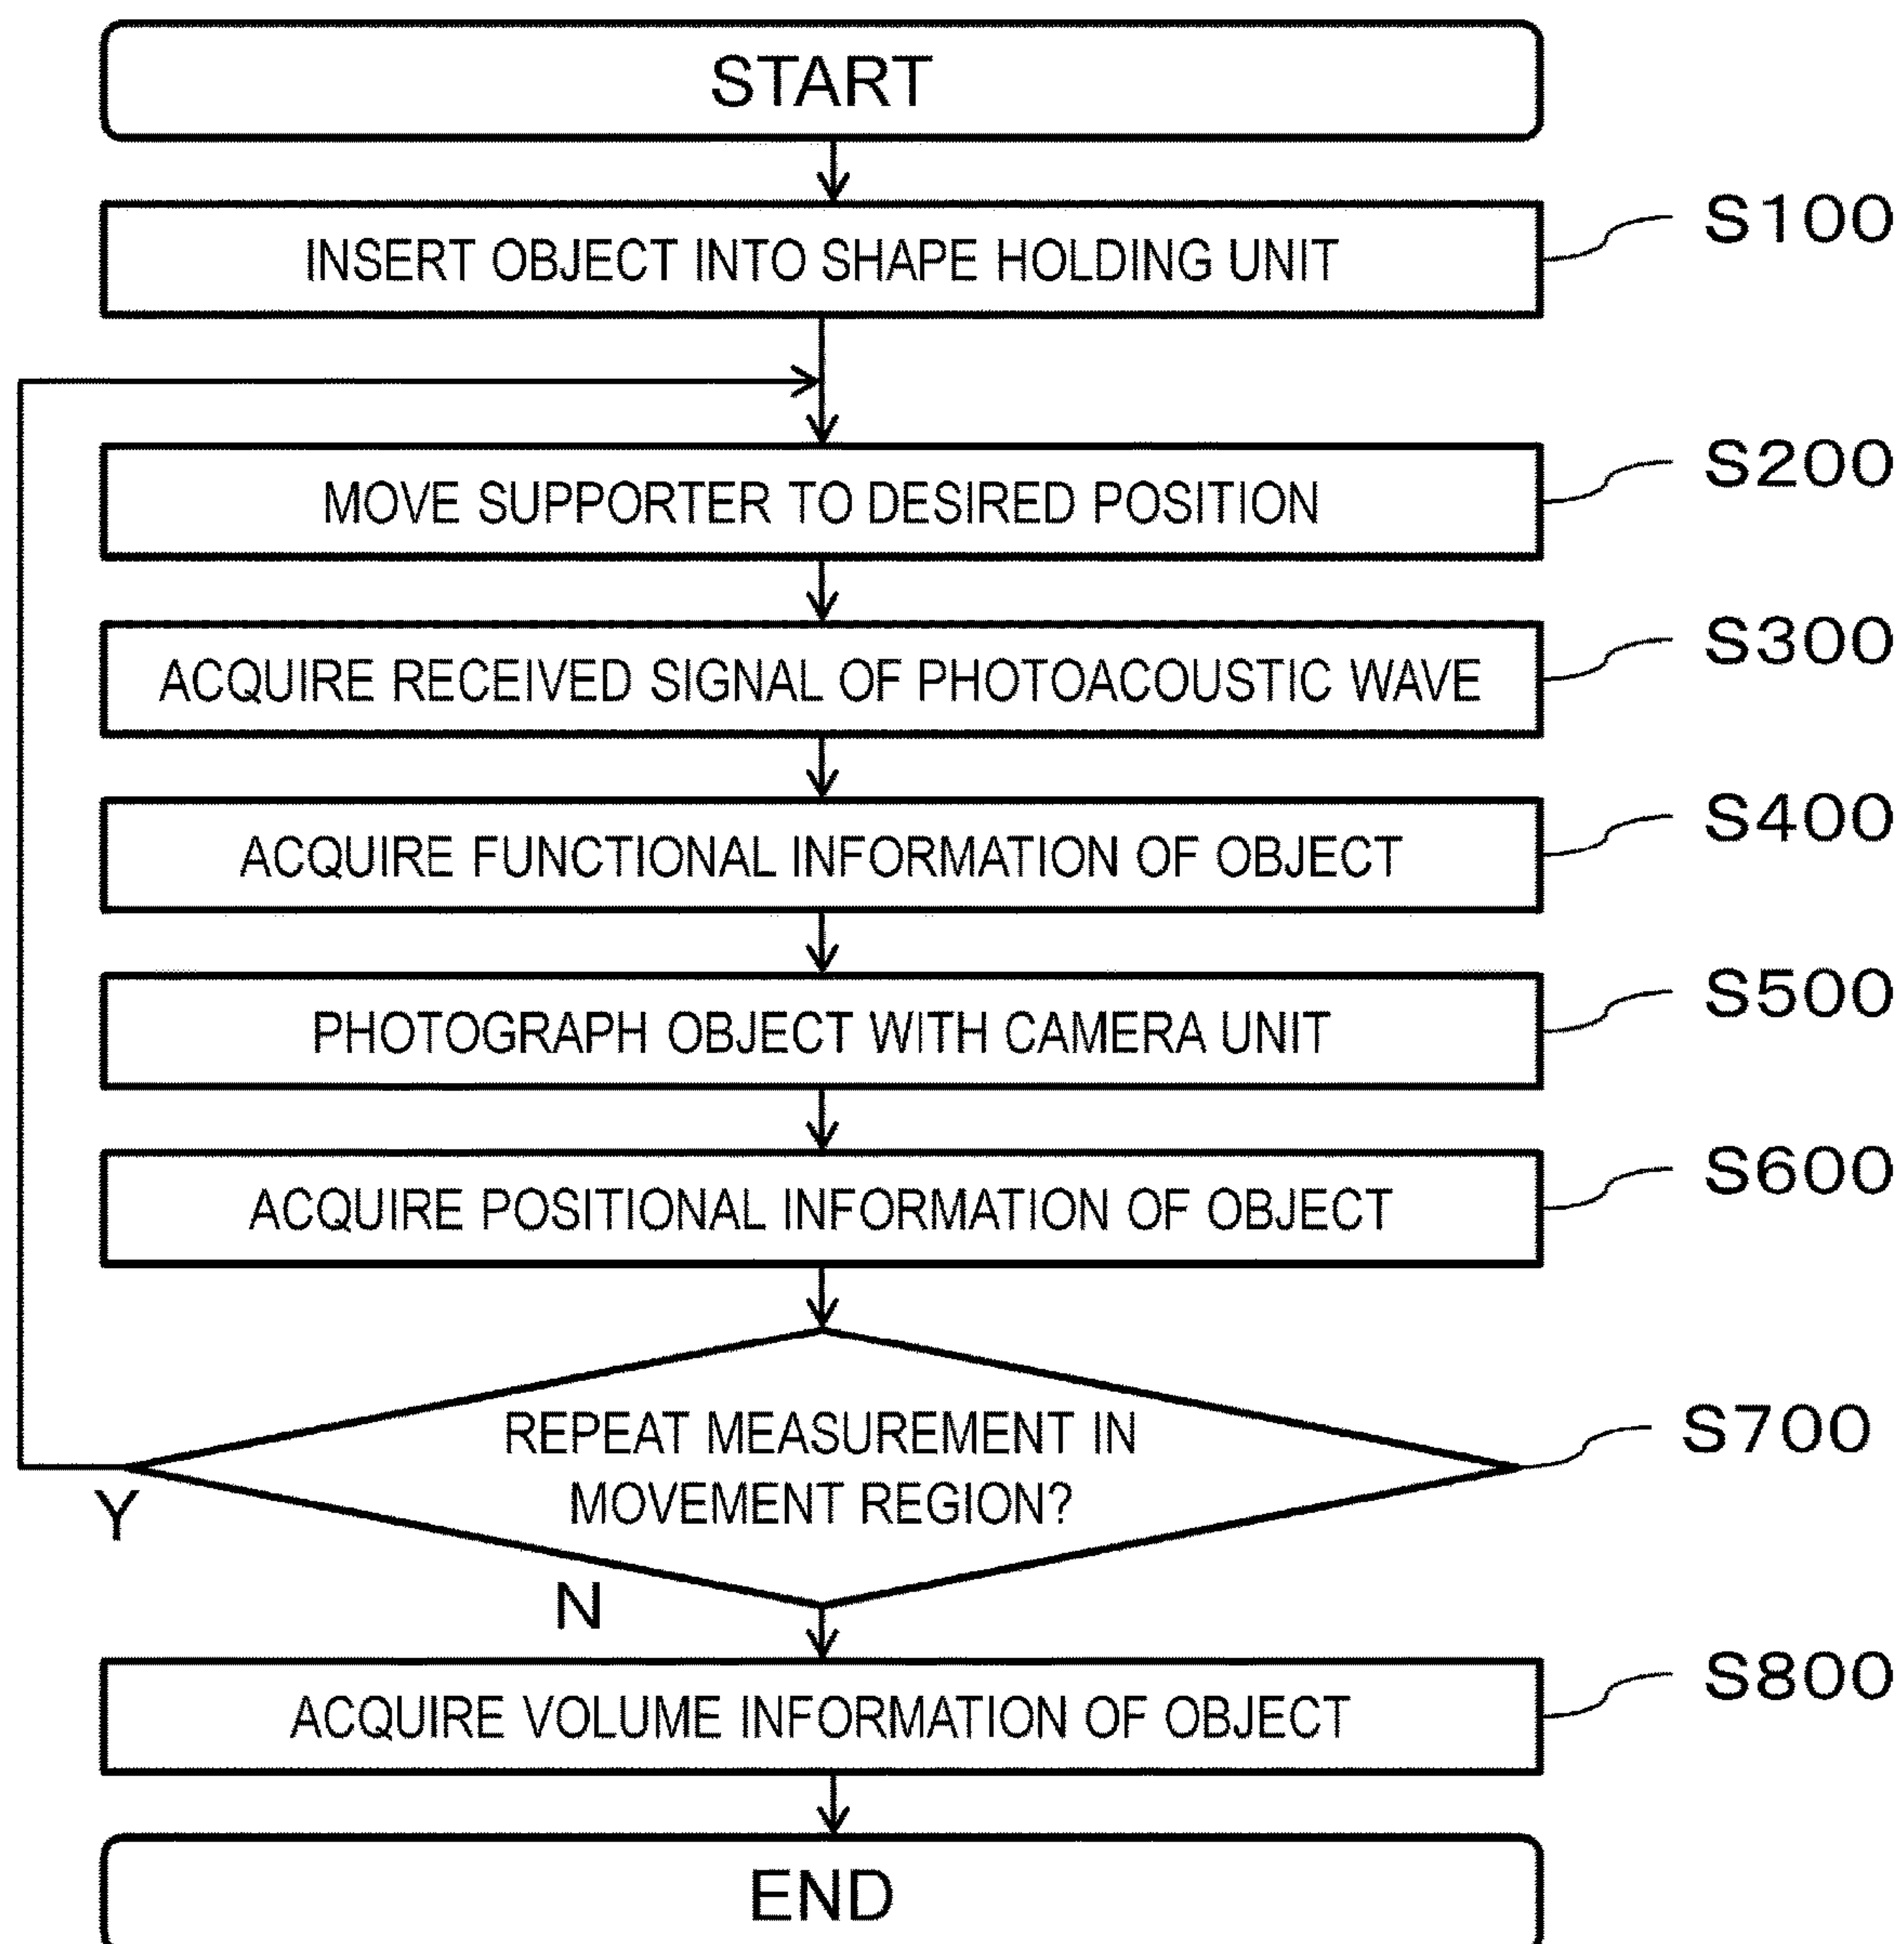 START
INSERT OBJECT INTO SHAPE HOLDING UNIT
S100
MOVE SUPPORTER TO DESIRED POSITION
S200
ACQUIRE RECEIVED SIGNAL OF PHOTOACOUSTIC WAVE
S300
ACQUIRE FUNCTIONAL INFORMATION OF OBJECT
S400
PHOTOGRAPH OBJECT WITH CAMERA UNIT
S500
ACQUIRE POSITIONAL INFORMATION OF OBJECT
S600
REPEAT MEASUREMENT IN
MOVEMENT REGION?
S700
Y
N
ACQUIRE VOLUME INFORMATION OF OBJECT
S800
END